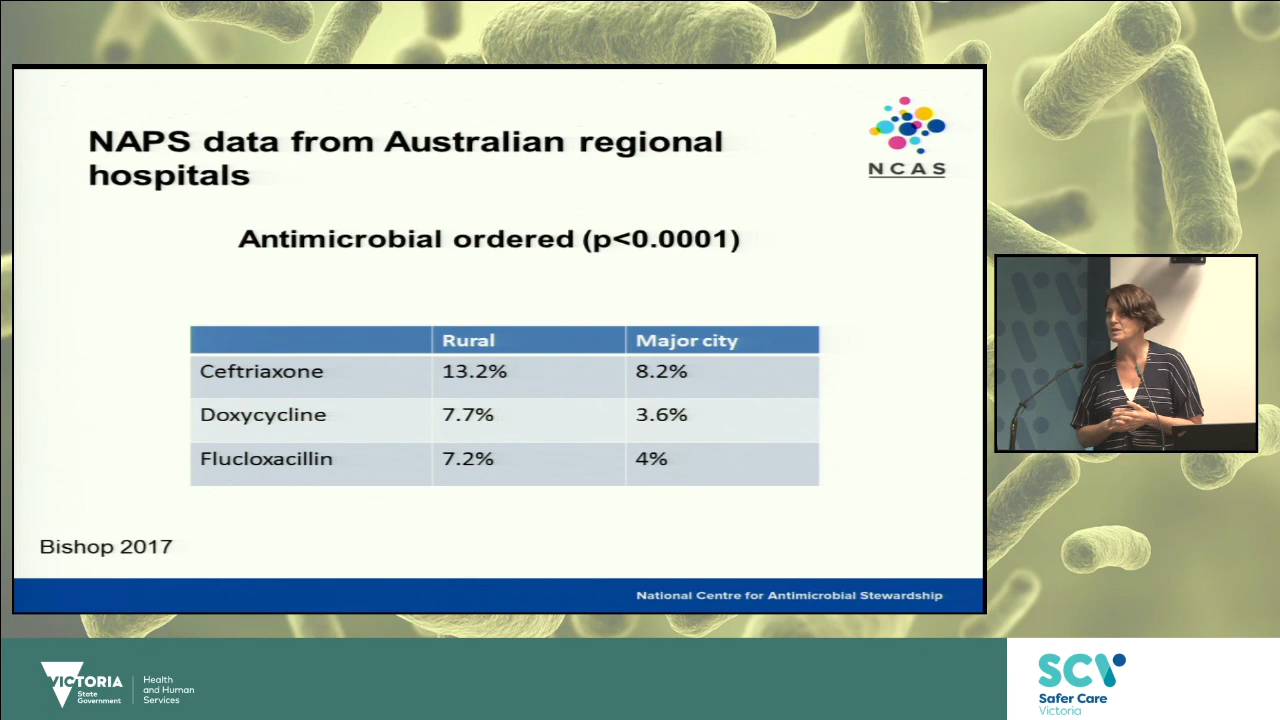 NAPS data from Australian regional
hospitals
NCAS
Antimicrobial ordered (p<0.0001)
Rural Major city
Ceftriaxone 13.2% 8.2%
Doxycycline 7.7% 3.6%
Flucloxacillin 7.2% 4%
Bishop 2017
National Centre for Antimicrobial Stewardship
VICTORIA
State
Government
Health
and Human
Services
SCV
Safer Care
Victoria